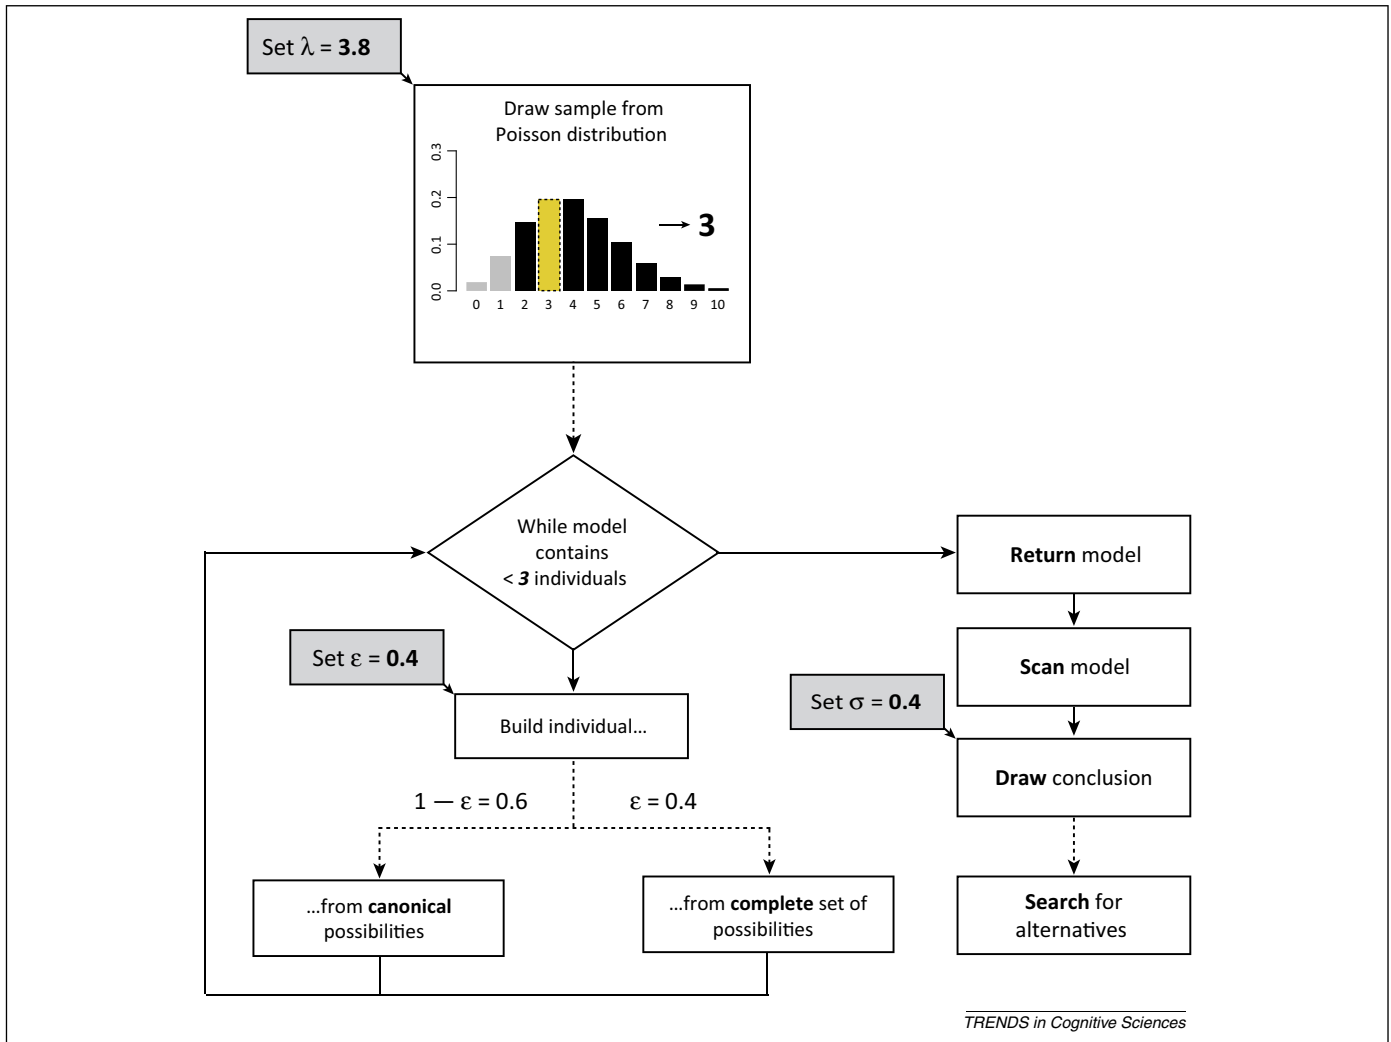 Set λ = 3.8
Draw sample from
Poisson distribution
0.3
0.2
0.1
0.0
→ 3
0 1 2 3 4 5 6 7 8 9 10
While model
contains
< 3 individuals
Return model
Set ε = 0.4
Scan model
Set σ = 0.4
Build individual...
Draw conclusion
1 — ε = 0.6
ε = 0.4
...from canonical
possibilities
...from complete set of
possibilities
Search for
alternatives
TRENDS in Cognitive Sciences